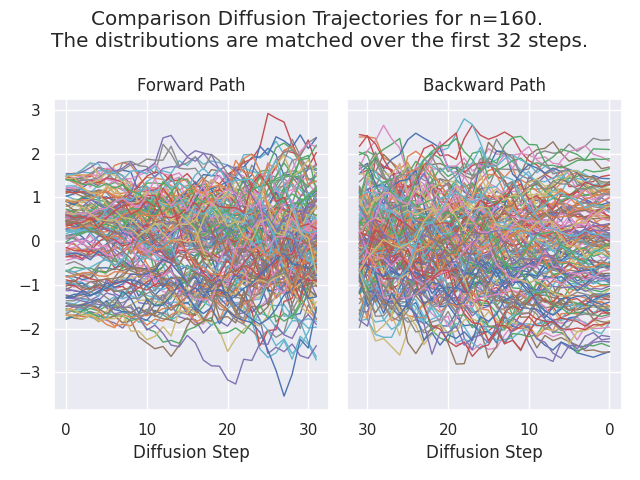 Comparison Diffusion Trajectories for n=160.
The distributions are matched over the first 32 steps.
Forward Path
Backward Path
3
2
1
0
−1
−2
−3
0 10 20 30
30 20 10 0
Diffusion Step
Diffusion Step